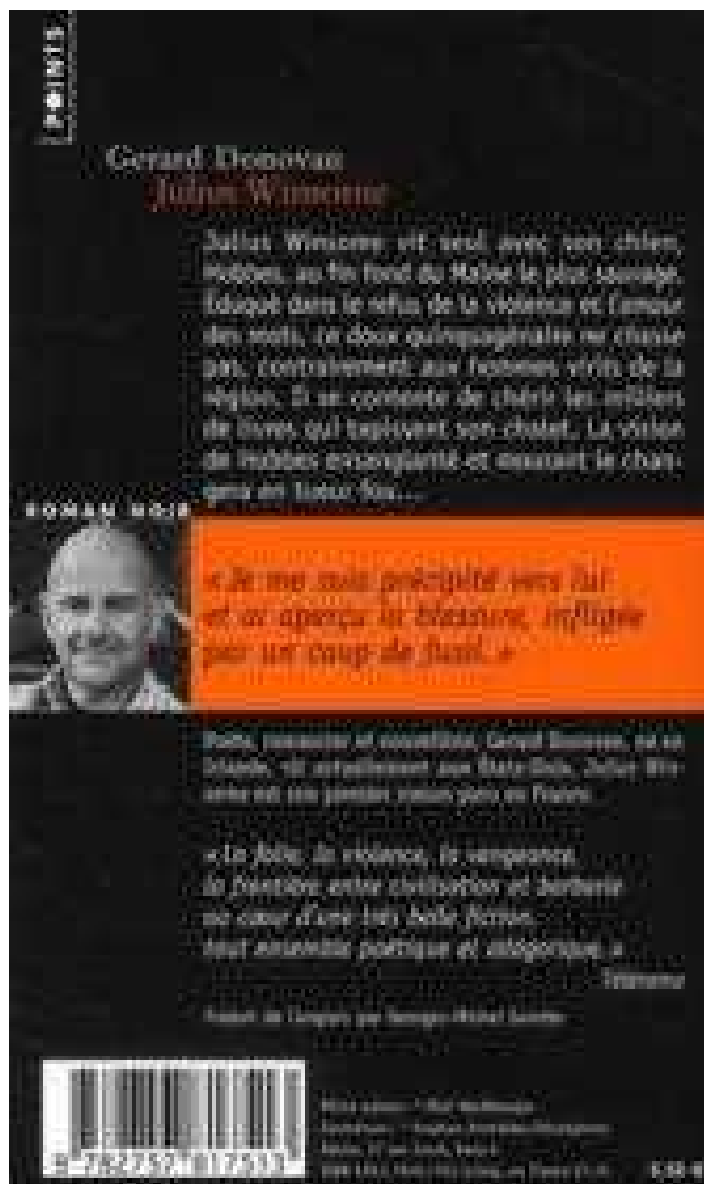 POINTS
Gerard Donovan
Julius Winsome
Julius Winsome vit seul avec son chien,
Hobbes, au fin fond du Maine le plus sauvage.
Éduqué dans le refus de la violence et l'amour
des mots, ce doux quinquagénaire ne chasse
pas, contrairement aux hommes virils de la
région. Il se contente de chérir les milliers
de livres qui tapissent son chalet. La vision
de Hobbes ensanglanté et mourant le chan-
gera en tueur fou...
ROMAN NOIR
« Je me suis précipité vers lui
et ai aperçu la blessure, infligée
par un coup de fusil. »
Poète, romancier et nouvelliste, Gerard Donovan, né en
Irlande, vit actuellement aux États-Unis. Julius Win-
some est son premier roman paru en France.
« La folie, la violence, la vengeance,
la frontière entre civilisation et barbarie
au cœur d'une très belle fiction,
tout ensemble poétique et allégorique. »
Télérama
Traduit de l'anglais par Georges-Michel
9 782757 817513